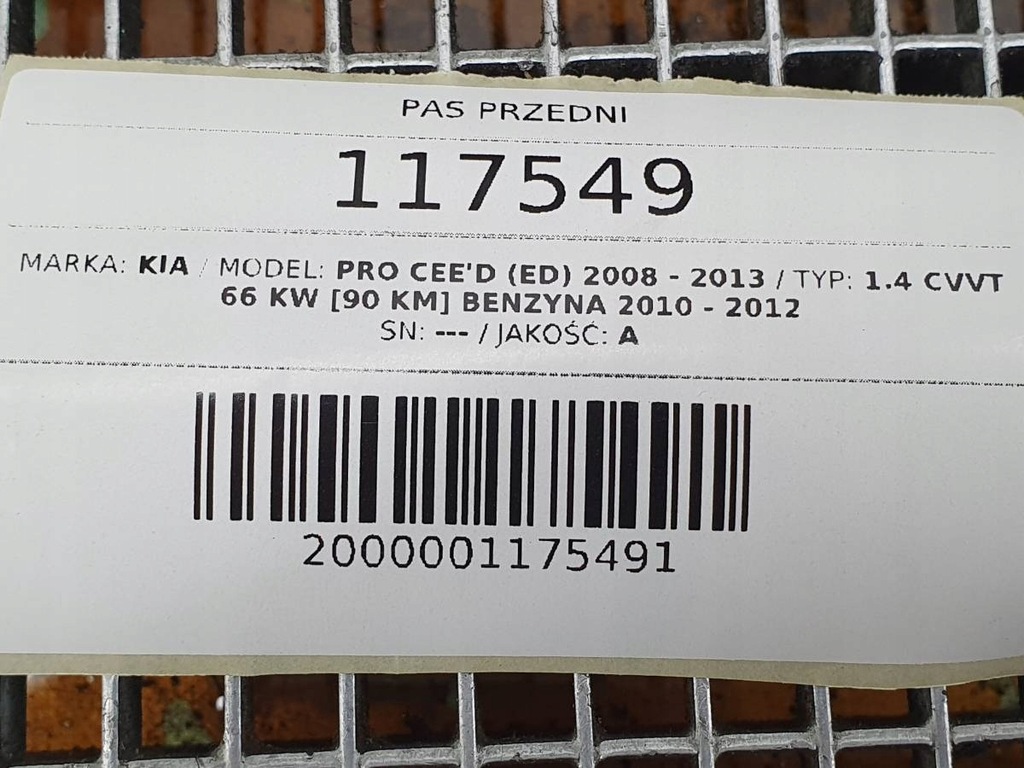 PAS PRZEDNI
117549
MARKA: KIA / MODEL: PRO CEE'D (ED) 2008 - 2013 / TYP: 1.4 CVVT
66 KW [90 KM] BENZYNA 2010 - 2012
SN: --- / JAKOŚĆ: A
2000001175491